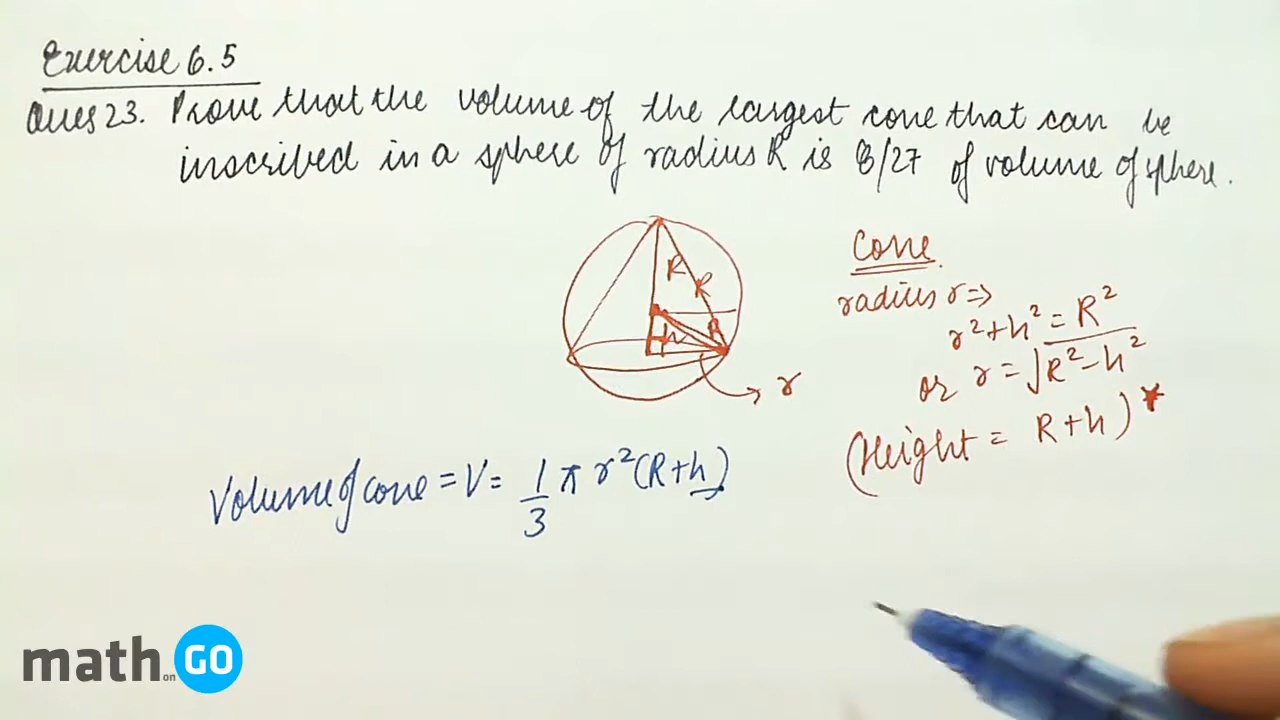 Exercise 6.5
Ques 23. Prove that the volume of the largest cone that can be
inscribed in a sphere of radius R is 8/27 of volume of sphere.
R
R
R
h
r
Cone
radius r ⇒
r² + h² = R²
or r = √R² - h²
(Height = R + h) *
Volume of cone = V = 1/3 π r² (R + h)
math on GO